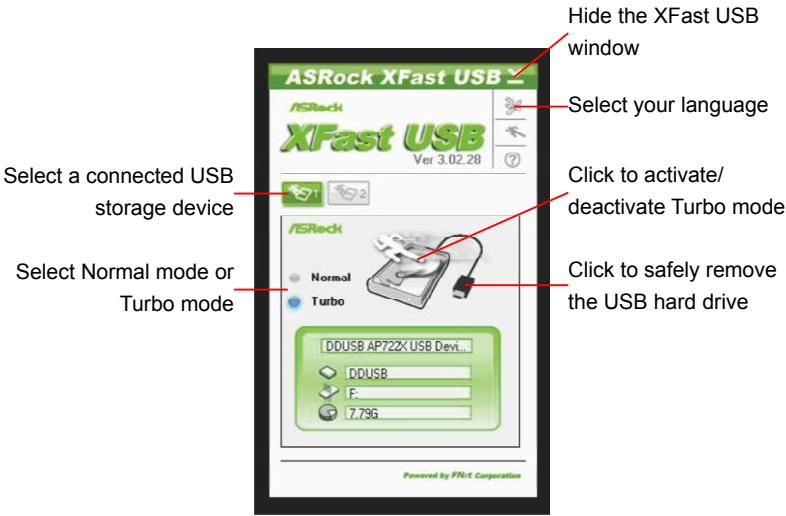 Hide the XFast USB
window
ASRock XFast USB
Select your language
ASRock
XFast USB
Ver 3.02.28
Select a connected USB
storage device
1
2
Click to activate/
deactivate Turbo mode
ASRock
Select Normal mode or
Turbo mode
Normal
Turbo
Click to safely remove
the USB hard drive
DDUSB AP722X USB Devi...
DDUSB
F:
7.79G
Powered by FNet Corporation